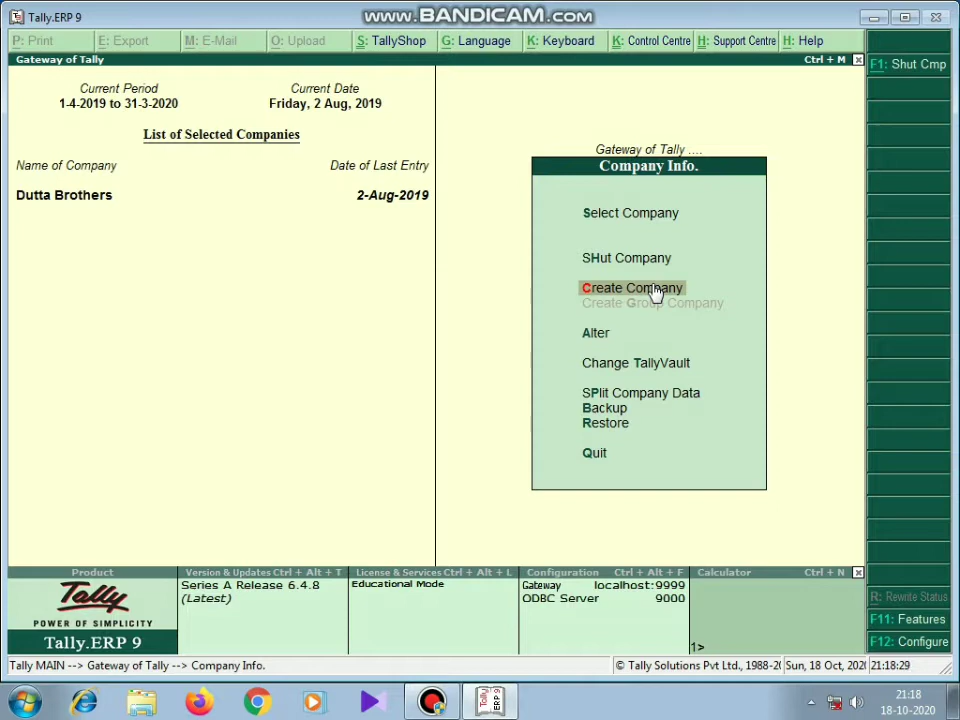 Tally.ERP 9
www.BANDICAM.com
P: Print E: Export M: E-Mail O: Upload S: TallyShop G: Language K: Keyboard K: Control Centre H: Support Centre H: Help
Gateway of Tally Ctrl + M
F1: Shut Cmp
Current Period Current Date
1-4-2019 to 31-3-2020 Friday, 2 Aug, 2019
List of Selected Companies
Name of Company Date of Last Entry
Dutta Brothers 2-Aug-2019
Gateway of Tally ....
Company Info.
Select Company
SHut Company
Create Company
Create Group Company
Alter
Change TallyVault
SPlit Company Data
Backup
Restore
Quit
Product Version & Updates Ctrl + Alt + T License & Services Ctrl + Alt + L Configuration Ctrl + Alt + F Calculator Ctrl + N
Tally
POWER OF SIMPLICITY
Tally.ERP 9
Series A Release 6.4.8
(Latest)
Educational Mode
Gateway localhost:9999
ODBC Server 9000
1>
R: Rewrite Status
F11: Features
F12: Configure
Tally MAIN --> Gateway of Tally --> Company Info. © Tally Solutions Pvt Ltd., 1988-20 Sun, 18 Oct, 2020 21:18:29
Tally ERP 9
21:18
18-10-2020